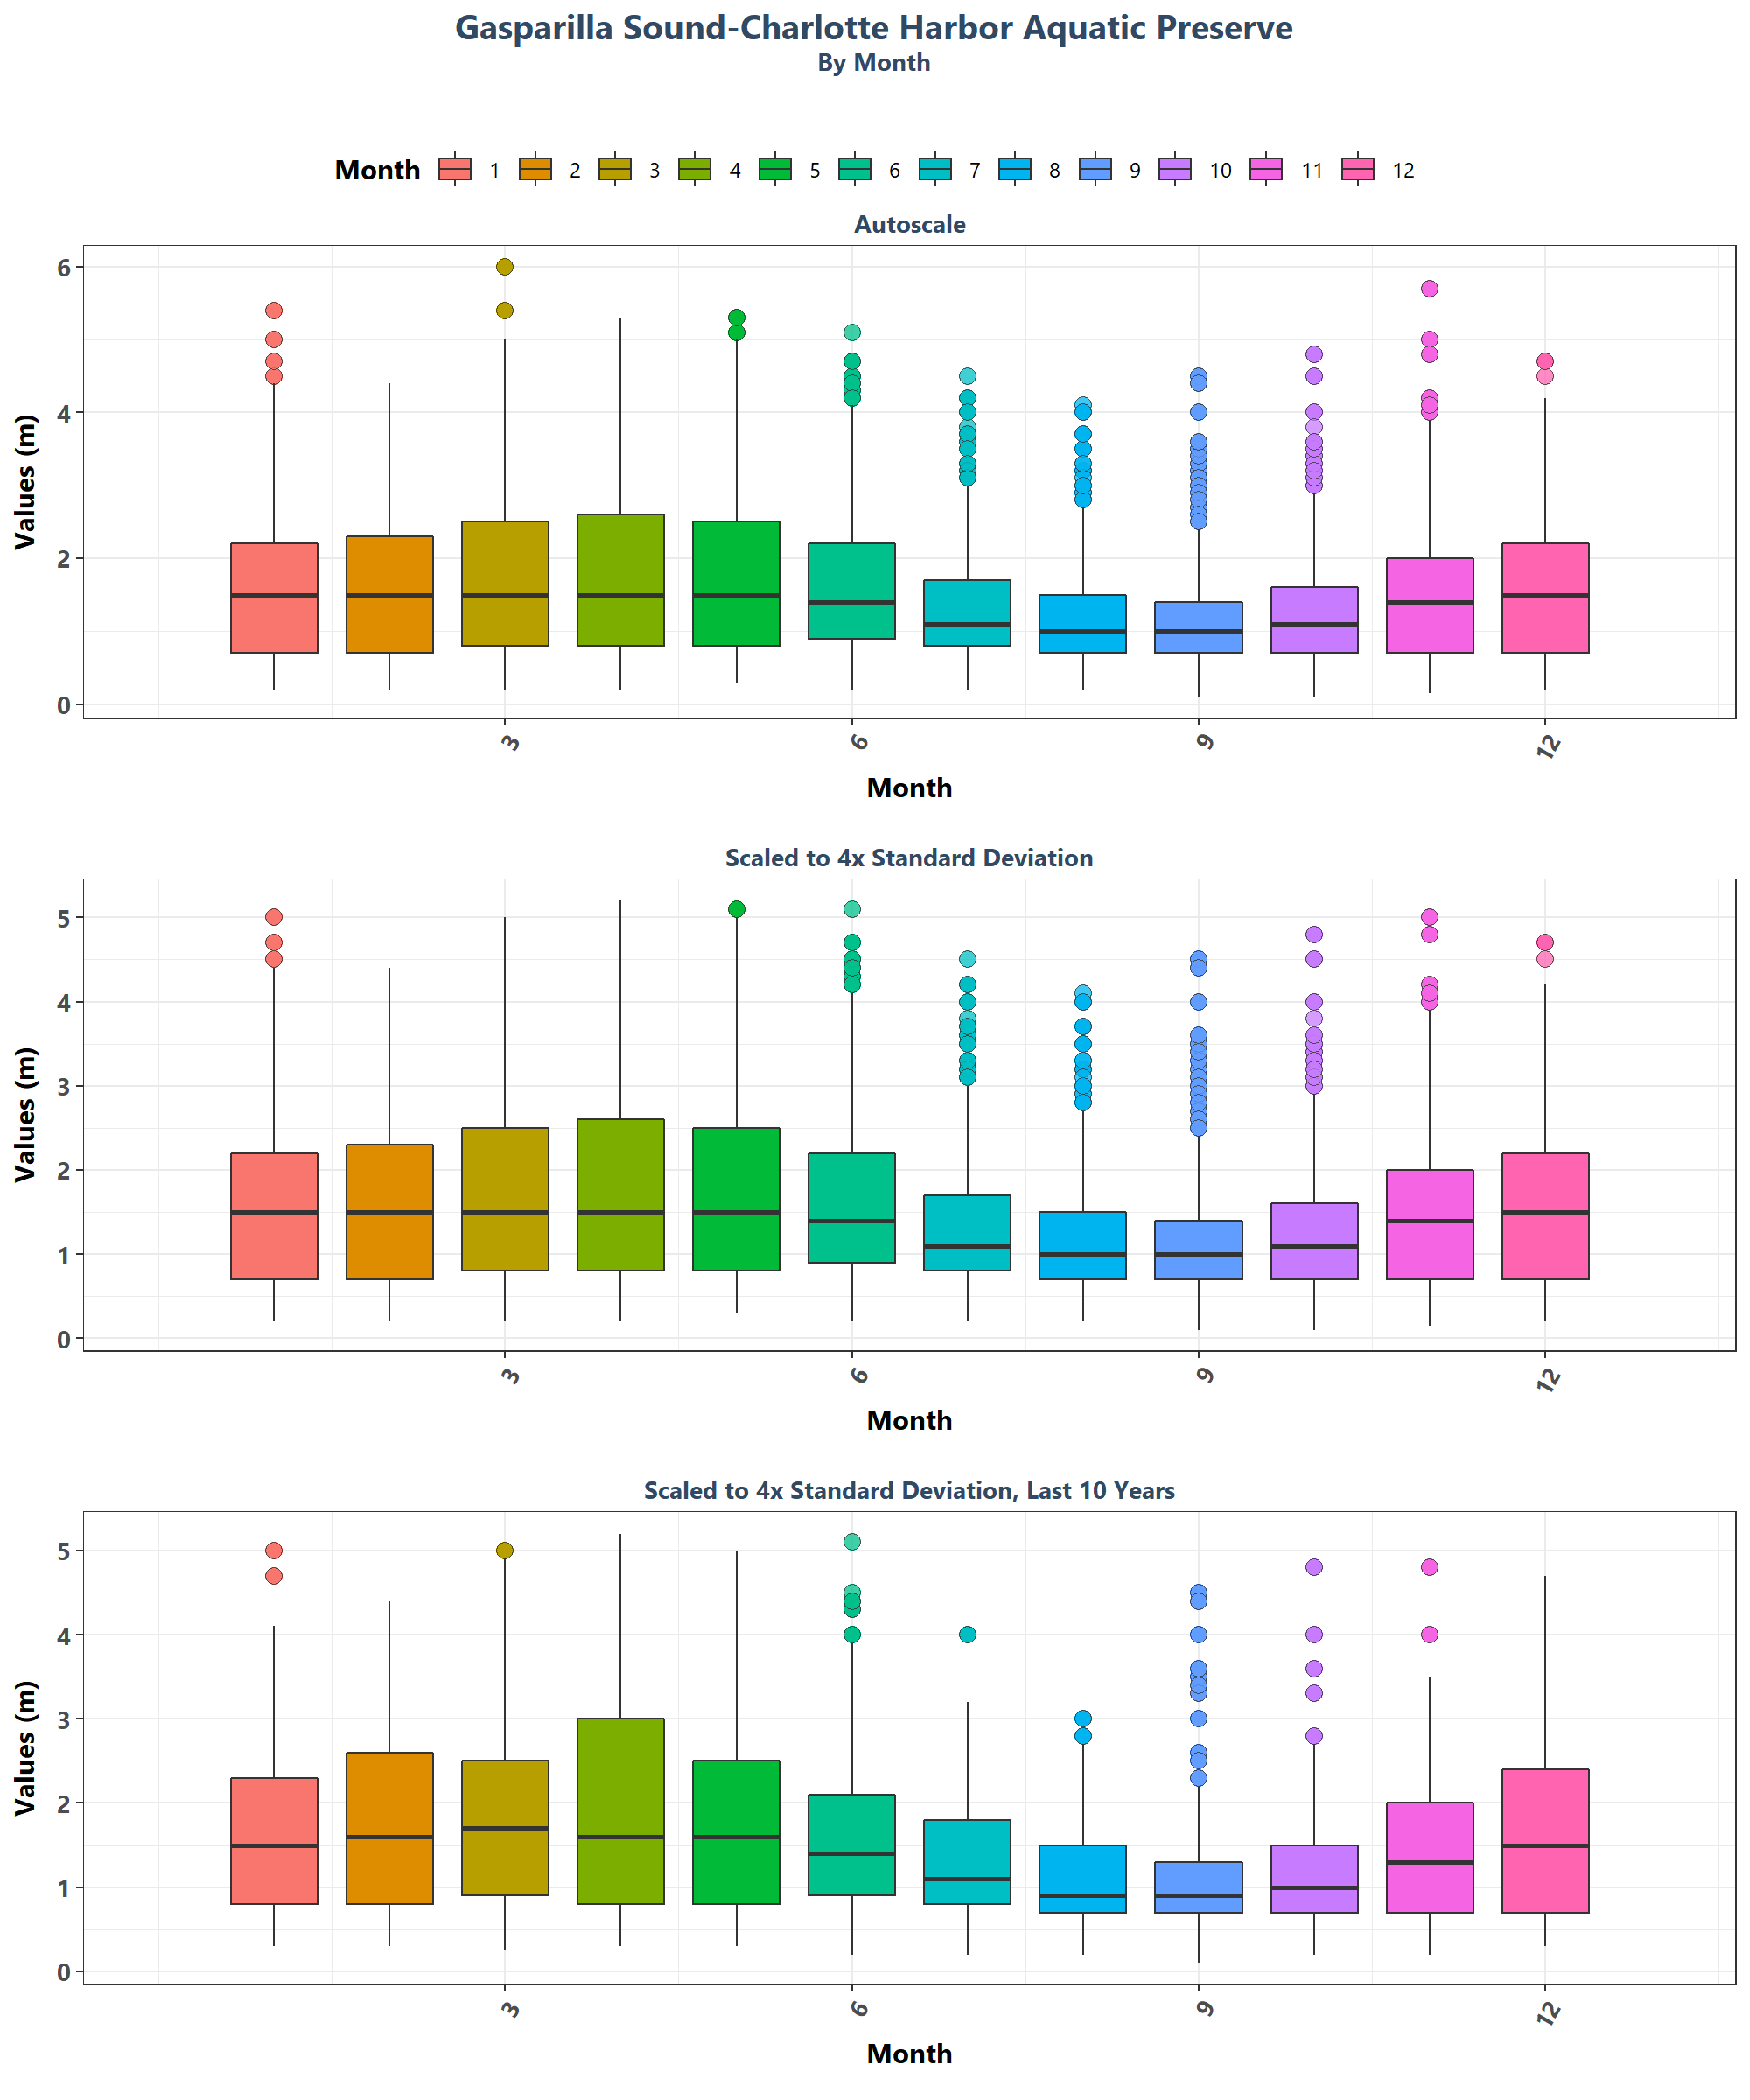 Gasparilla Sound-Charlotte Harbor Aquatic Preserve
By Month
Month 1 2 3 4 5 6 7 8 9 10 11 12
Autoscale
Values (m)
6
4
2
0
3 6 9 12
Month
Scaled to 4x Standard Deviation
Values (m)
5
4
3
2
1
0
3 6 9 12
Month
Scaled to 4x Standard Deviation, Last 10 Years
Values (m)
5
4
3
2
1
0
3 6 9 12
Month